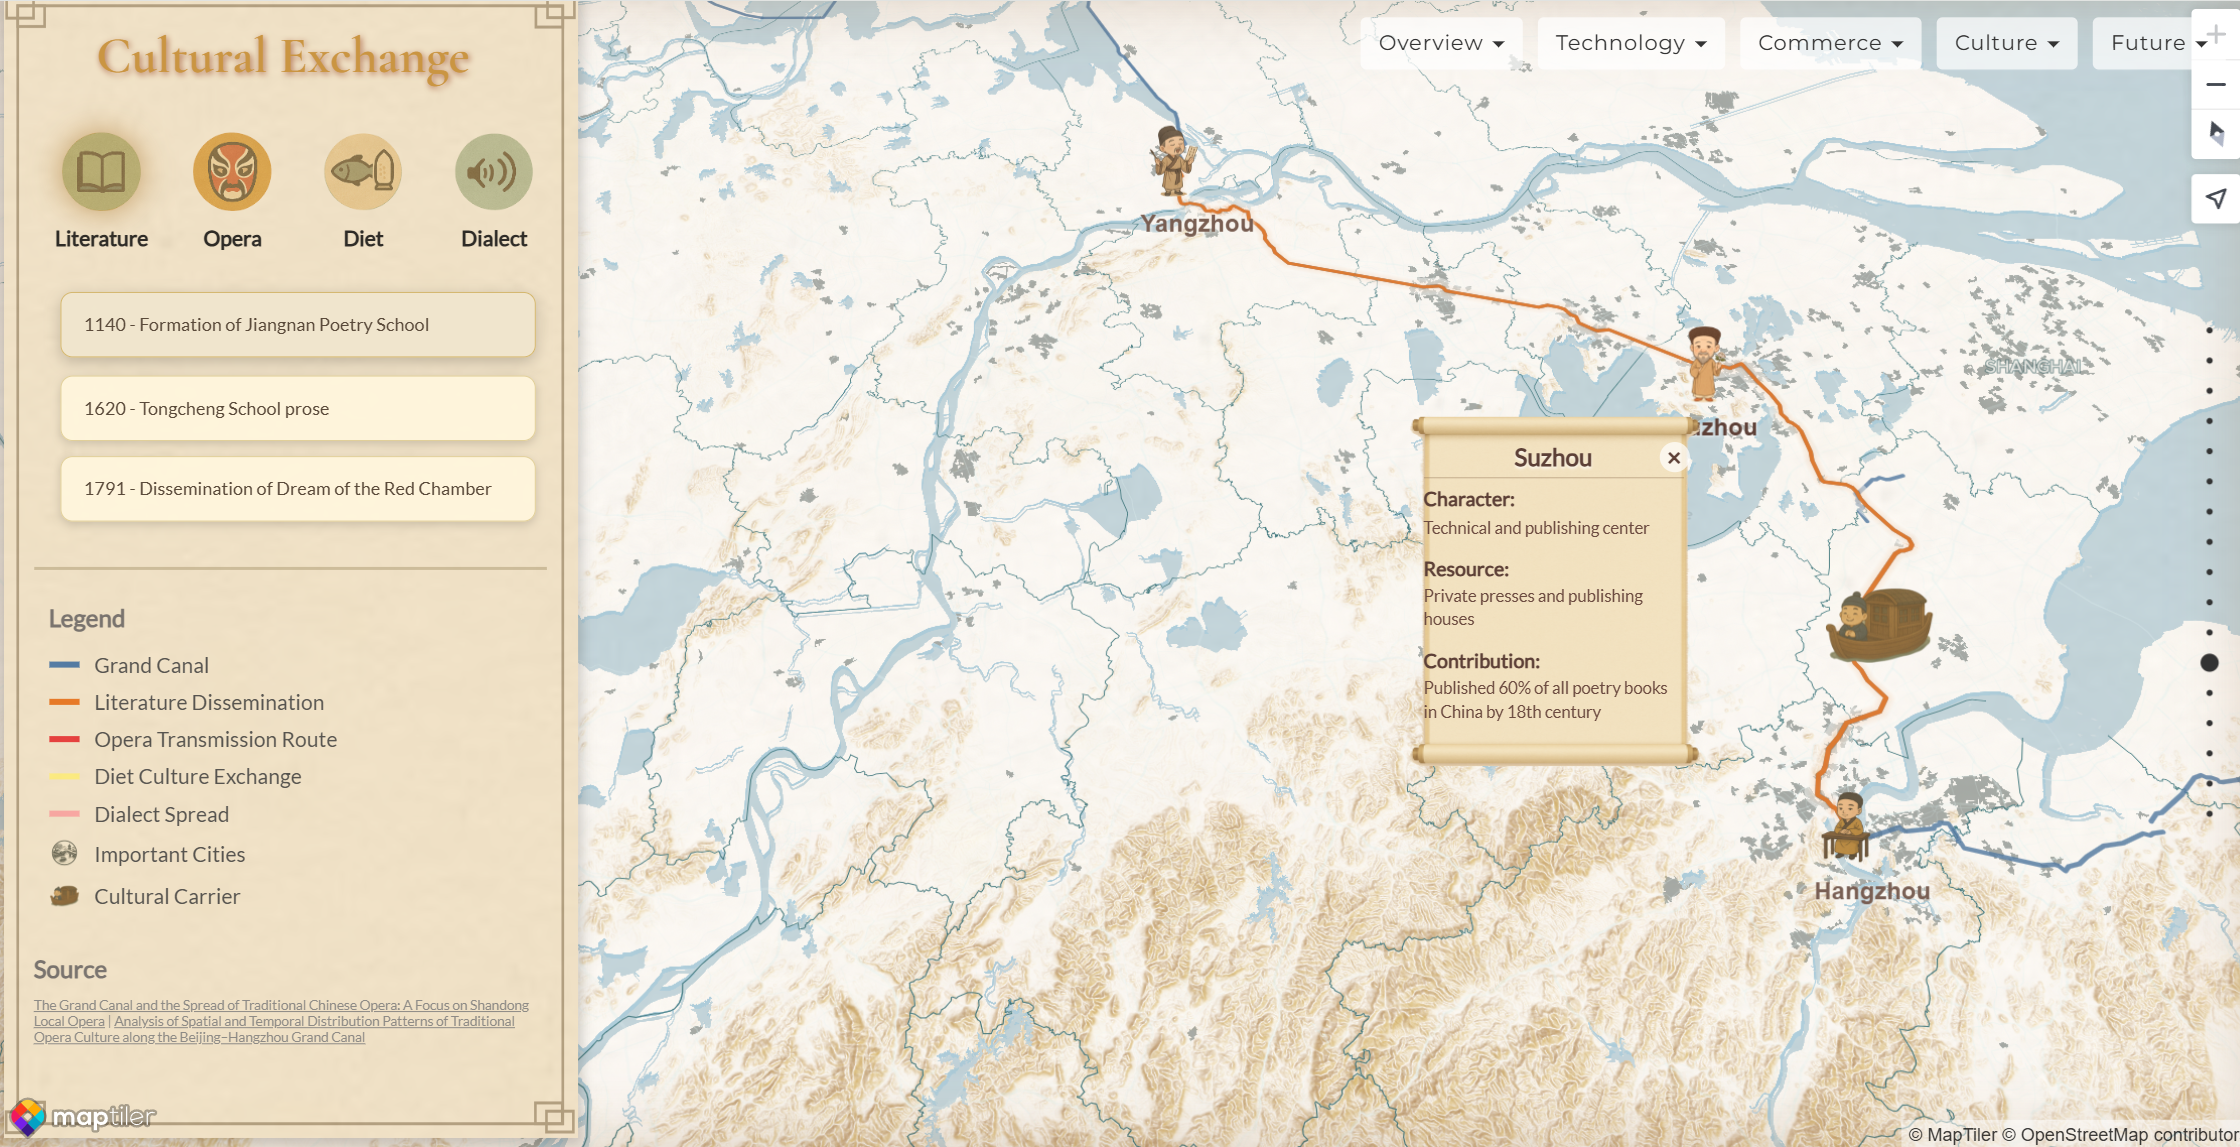 Cultural Exchange
Literature
Opera
Diet
Dialect
1140 - Formation of Jiangnan Poetry School
1620 - Tongcheng School prose
1791 - Dissemination of Dream of the Red Chamber
Legend
Grand Canal
Literature Dissemination
Opera Transmission Route
Diet Culture Exchange
Dialect Spread
Important Cities
Cultural Carrier
Source
The Grand Canal and the Spread of Traditional Chinese Opera: A Focus on Shandong
Local Opera | Analysis of Spatial and Temporal Distribution Patterns of Traditional
Opera Culture along the Beijing–Hangzhou Grand Canal
maptiler
Overview
Technology
Commerce
Culture
Future
Yangzhou
SHANGHAI
zhou
Suzhou
Character:
Technical and publishing center
Resource:
Private presses and publishing
houses
Contribution:
Published 60% of all poetry books
in China by 18th century
Hangzhou
© MapTiler © OpenStreetMap contributor